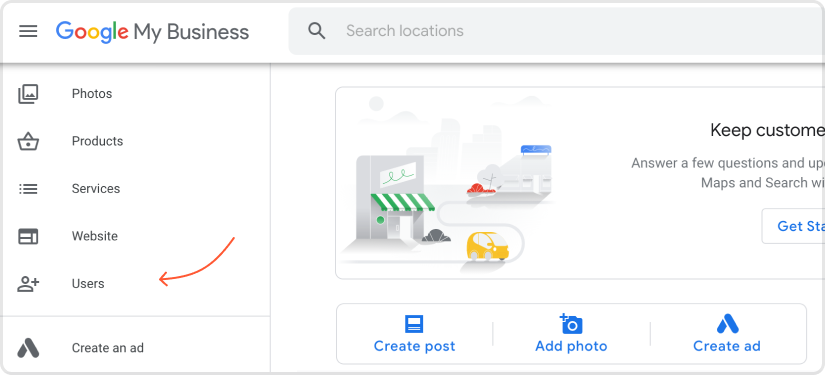 Google My Business
Search locations
Photos
Products
Services
Website
Users
Create an ad
Keep custome
Answer a few questions and up
Maps and Search wi
Get Sta
Create post
Add photo
Create ad